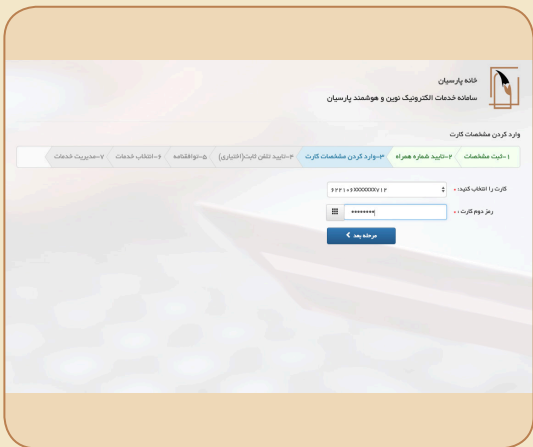 خانه پارسیان
سامانه خدمات الکترونیک نوین و هوشمند پارسیان
وارد کردن مشخصات کارت
۱-ثبت مشخصات ۲-تایید شماره همراه ۳-وارد کردن مشخصات کارت ۴-تایید تلفن ثابت(اختیاری) ۵-توافقنامه ۶-انتخاب خدمات ۷-مدیریت خدمات
کارت را انتخاب کنید: * ۶۲۲۱۰۶XXXXXXX۷۱۲
رمز دوم کارت : * ********
مرحله بعد